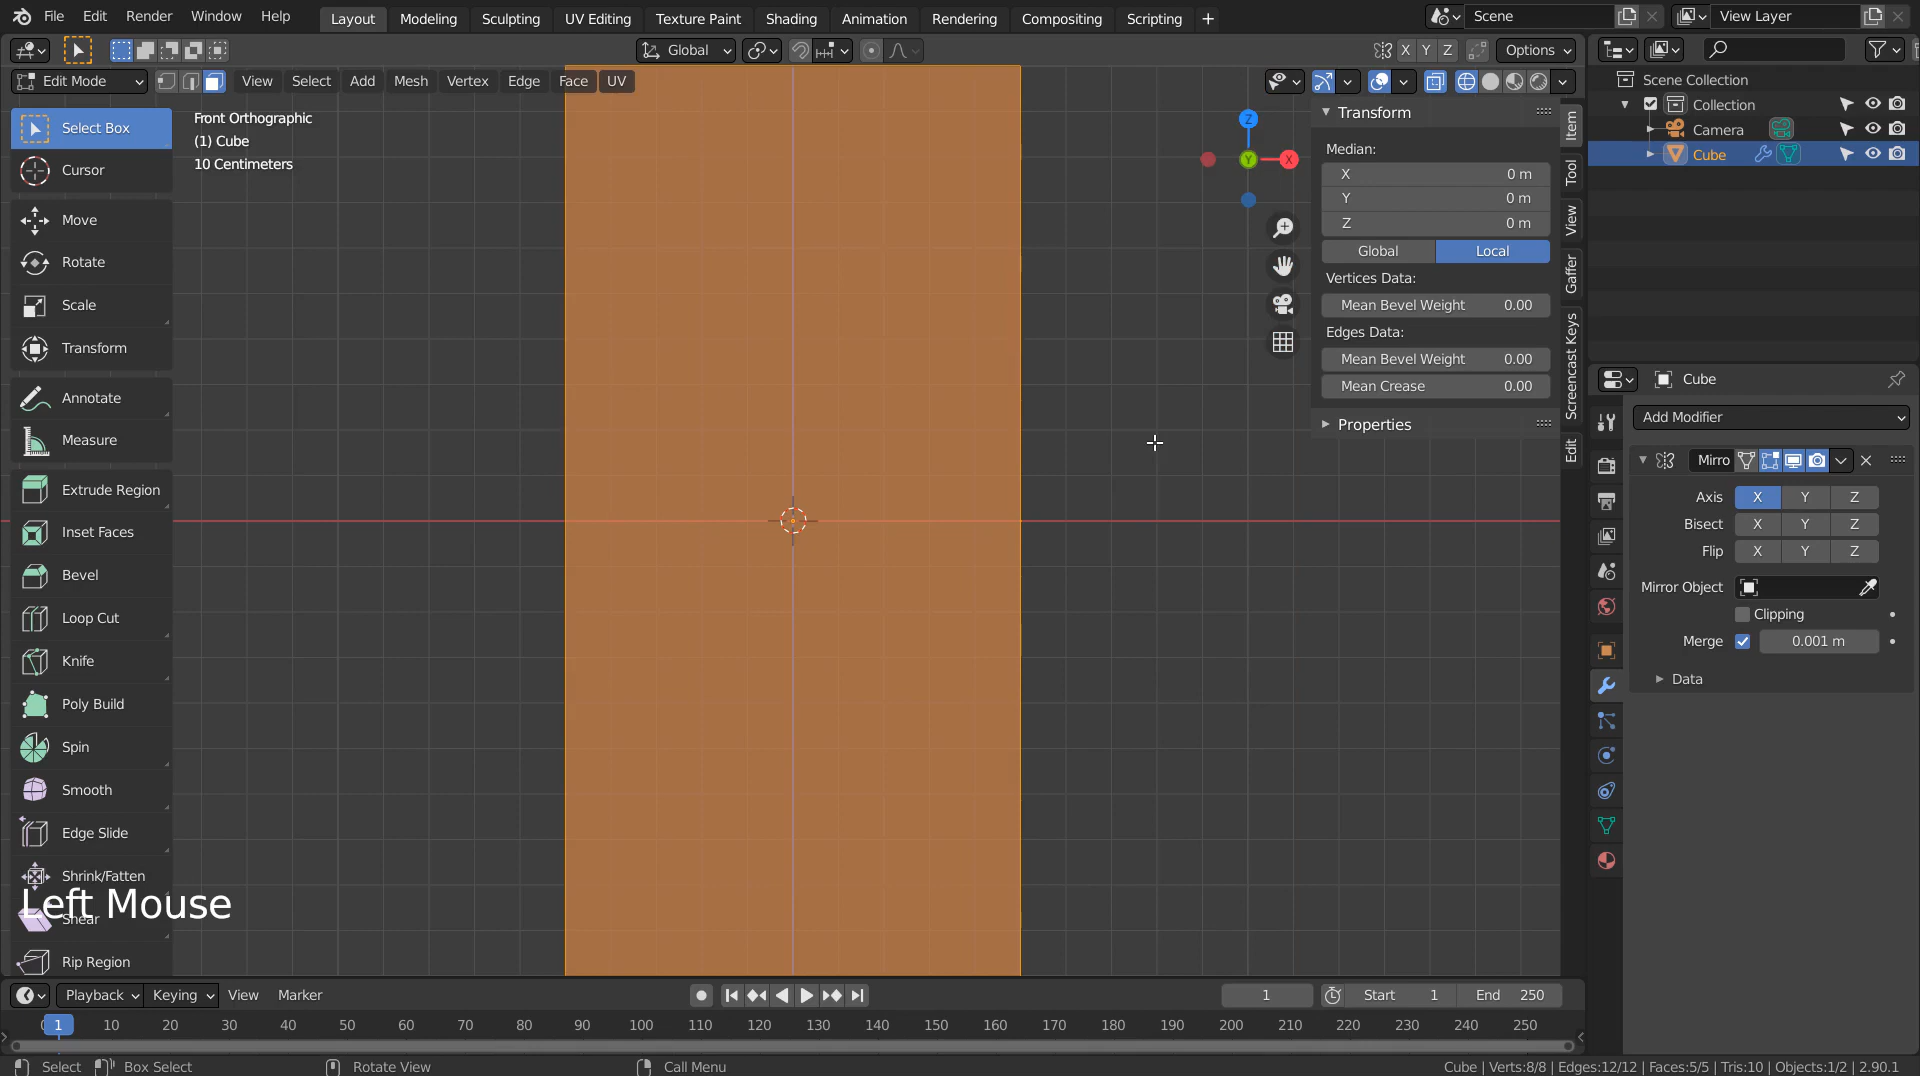 File Edit Render Window Help Layout Modeling Sculpting UV Editing Texture Paint Shading Animation Rendering Compositing Scripting + Scene View Layer
Global X Y Z Options
Edit Mode View Select Add Mesh Vertex Edge Face UV
Scene Collection
Collection
Camera
Cube
Front Orthographic
(1) Cube
10 Centimeters
Select Box
Cursor
Move
Rotate
Scale
Transform
Annotate
Measure
Extrude Region
Inset Faces
Bevel
Loop Cut
Knife
Poly Build
Spin
Smooth
Edge Slide
Shrink/Fatten
Shear
Rip Region
Left Mouse
Z
Y
X
Transform
Median:
X 0 m
Y 0 m
Z 0 m
Global Local
Vertices Data:
Mean Bevel Weight 0.00
Edges Data:
Mean Bevel Weight 0.00
Mean Crease 0.00
Properties
Item
Tool
View
Gaffer
Screencast Keys
Edit
Cube
Add Modifier
Mirro
Axis X Y Z
Bisect X Y Z
Flip X Y Z
Mirror Object
Clipping
Merge 0.001 m
Data
Playback Keying View Marker 1 Start 1 End 250
1 10 20 30 40 50 60 70 80 90 100 110 120 130 140 150 160 170 180 190 200 210 220 230 240 250
Select Box Select Rotate View Call Menu Cube | Verts:8/8 | Edges:12/12 | Faces:5/5 | Tris:10 | Objects:1/2 | 2.90.1